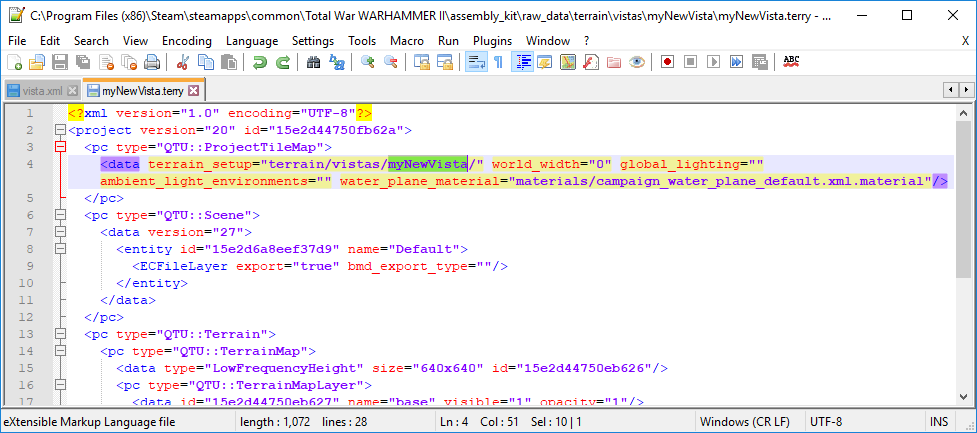 C:\Program Files (x86)\Steam\steamapps\common\Total War WARHAMMER II\assembly_kit\raw_data\terrain\vistas\myNewVista\myNewVista.terry - ...
File Edit Search View Encoding Language Settings Tools Macro Run Plugins Window ? X
ABC
vista.xml myNewVista.terry
1 <?xml version="1.0" encoding="UTF-8"?>
2 <project version="20" id="15e2d44750fb62a">
3 <pc type="QTU::ProjectTileMap">
4 <data terrain_setup="terrain/vistas/myNewVista/" world_width="0" global_lighting=""
ambient_light_environments="" water_plane_material="materials/campaign_water_plane_default.xml.material"/>
5 </pc>
6 <pc type="QTU::Scene">
7 <data version="27">
8 <entity id="15e2d6a8eef37d9" name="Default">
9 <ECFileLayer export="true" bmd_export_type=""/>
10 </entity>
11 </data>
12 </pc>
13 <pc type="QTU::Terrain">
14 <pc type="QTU::TerrainMap">
15 <data type="LowFrequencyHeight" size="640x640" id="15e2d44750eb626"/>
16 <pc type="QTU::TerrainMapLayer">
17 <data id="15e2d44750eb627" name="base" visible="1" opacity="1"/>
eXtensible Markup Language file length : 1,072 lines : 28 Ln : 4 Col : 51 Sel : 10 | 1 Windows (CR LF) UTF-8 INS